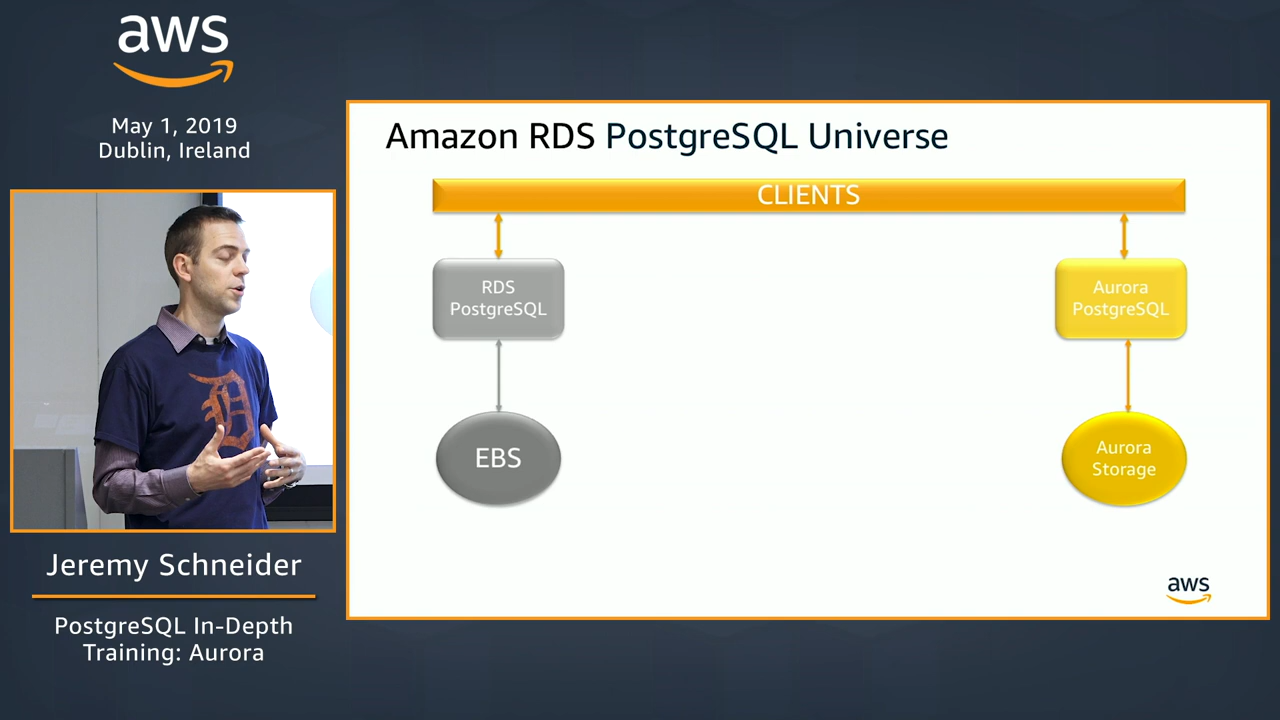 aws
May 1, 2019
Dublin, Ireland
D
Jeremy Schneider
PostgreSQL In-Depth
Training: Aurora
Amazon RDS PostgreSQL Universe
CLIENTS
RDS
PostgreSQL
Aurora
PostgreSQL
EBS
Aurora
Storage
aws